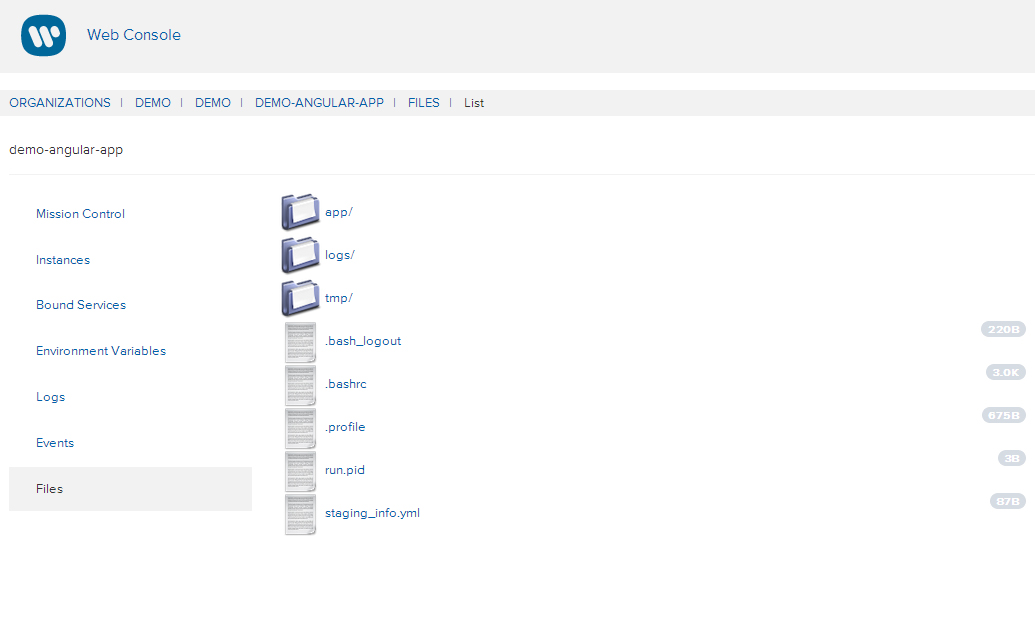 Web Console
ORGANIZATIONS | DEMO | DEMO | DEMO-ANGULAR-APP | FILES | List
demo-angular-app
Mission Control
Instances
Bound Services
Environment Variables
Logs
Events
Files
app/
logs/
tmp/
.bash_logout 220B
.bashrc 3.0K
.profile 675B
run.pid 3B
staging_info.yml 87B